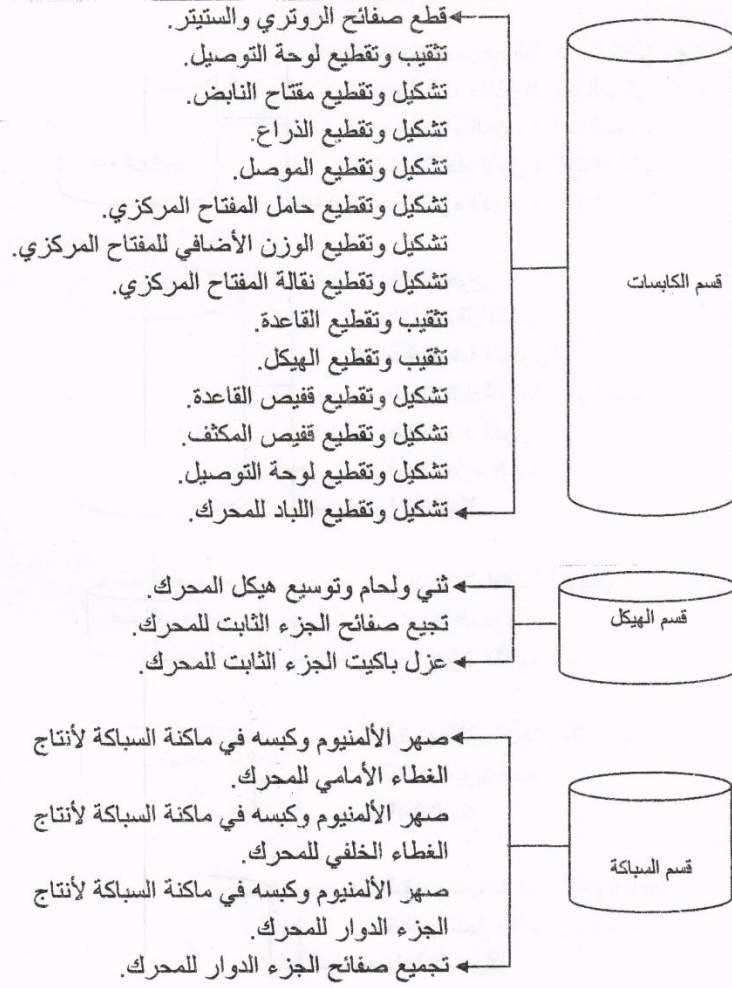 قطع صفائح الروتري والستيتر.
تثقيب وتقطيع لوحة التوصيل.
تشكيل وتقطيع مفتاح النابض.
تشكيل وتقطيع الذراع.
تشكيل وتقطيع الموصل.
تشكيل وتقطيع حامل المفتاح المركزي.
تشكيل وتقطيع الوزن الأضافي للمفتاح المركزي.
تشكيل وتقطيع نقالة المفتاح المركزي.
قسم الكابسات
تثقيب وتقطيع القاعدة.
تثقيب وتقطيع الهيكل.
تشكيل وتقطيع قفيص القاعدة.
تشكيل وتقطيع قفيص المكثف.
تشكيل وتقطيع لوحة التوصيل.
تشكيل وتقطيع اللباد للمحرك.
ثني ولحام وتوسيع هيكل المحرك.
قسم الهيكل
تجيع صفائح الجزء الثابت للمحرك.
عزل باكيت الجزء الثابت للمحرك.
صهر الألمنيوم وكبسه في ماكنة السباكة لأنتاج
الغطاء الأمامي للمحرك.
صهر الألمنيوم وكبسه في ماكنة السباكة لأنتاج
الغطاء الخلفي للمحرك.
قسم السباكة
صهر الألمنيوم وكبسه في ماكنة السباكة لأنتاج
الجزء الدوار للمحرك.
تجميع صفائح الجزء الدوار للمحرك.